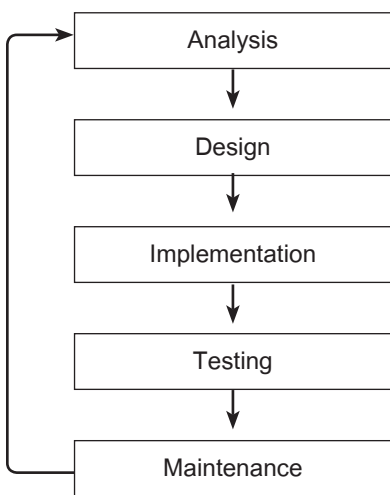 Analysis
Design
Implementation
Testing
Maintenance